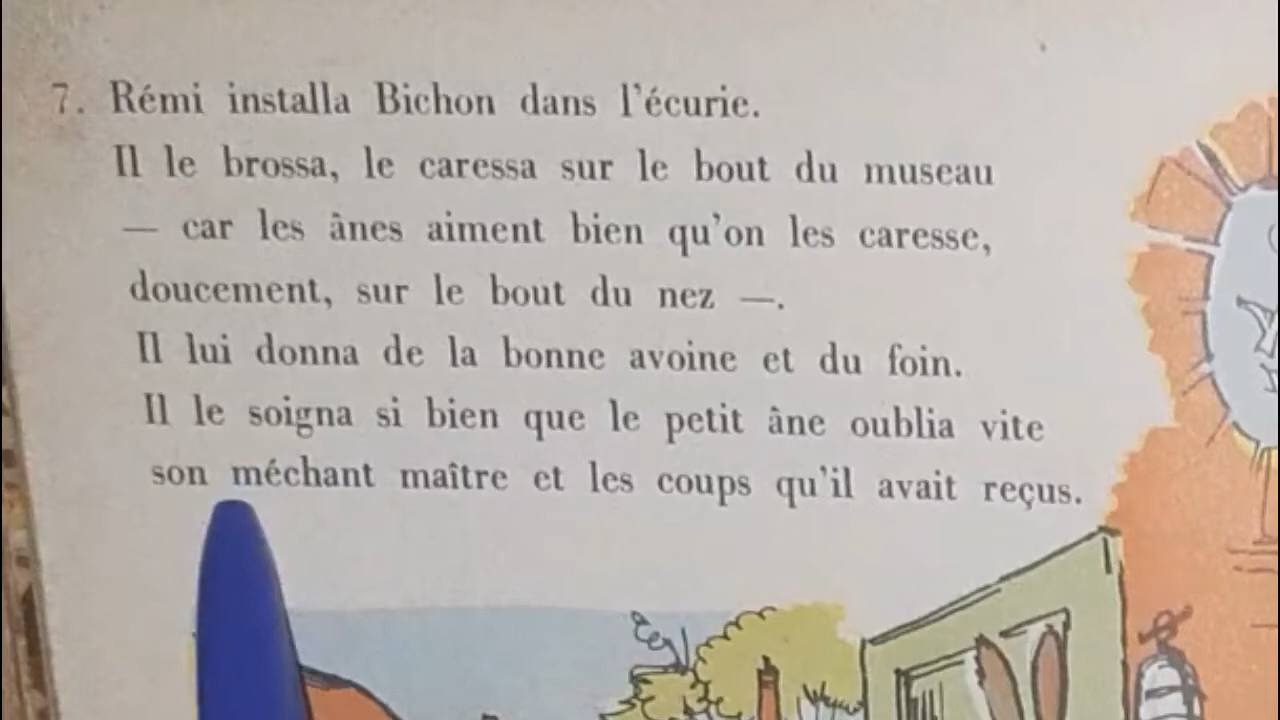 7. Rémi installa Bichon dans l'écurie.
Il le brossa, le caressa sur le bout du museau
— car les ânes aiment bien qu'on les caresse,
doucement, sur le bout du nez —.
Il lui donna de la bonne avoine et du foin.
Il le soigna si bien que le petit âne oublia vite
son méchant maître et les coups qu'il avait reçus.